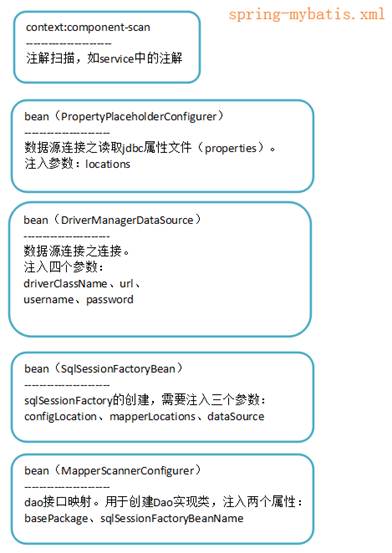 spring-mybatis.xml
context:component-scan
----------------------
注解扫描，如service中的注解
bean（PropertyPlaceholderConfigurer）
----------------------
数据源连接之读取jdbc属性文件（properties）。
注入参数：locations
bean（DriverManagerDataSource）
----------------------
数据源连接之连接。
注入四个参数：
driverClassName、url、
username、password
bean（SqlSessionFactoryBean）
----------------------
sqlSessionFactory的创建，需要注入三个参数：
configLocation、mapperLocations、dataSource
bean（MapperScannerConfigurer）
----------------------
dao接口映射。用于创建Dao实现类，注入两个属性：
basePackage、sqlSessionFactoryBeanName